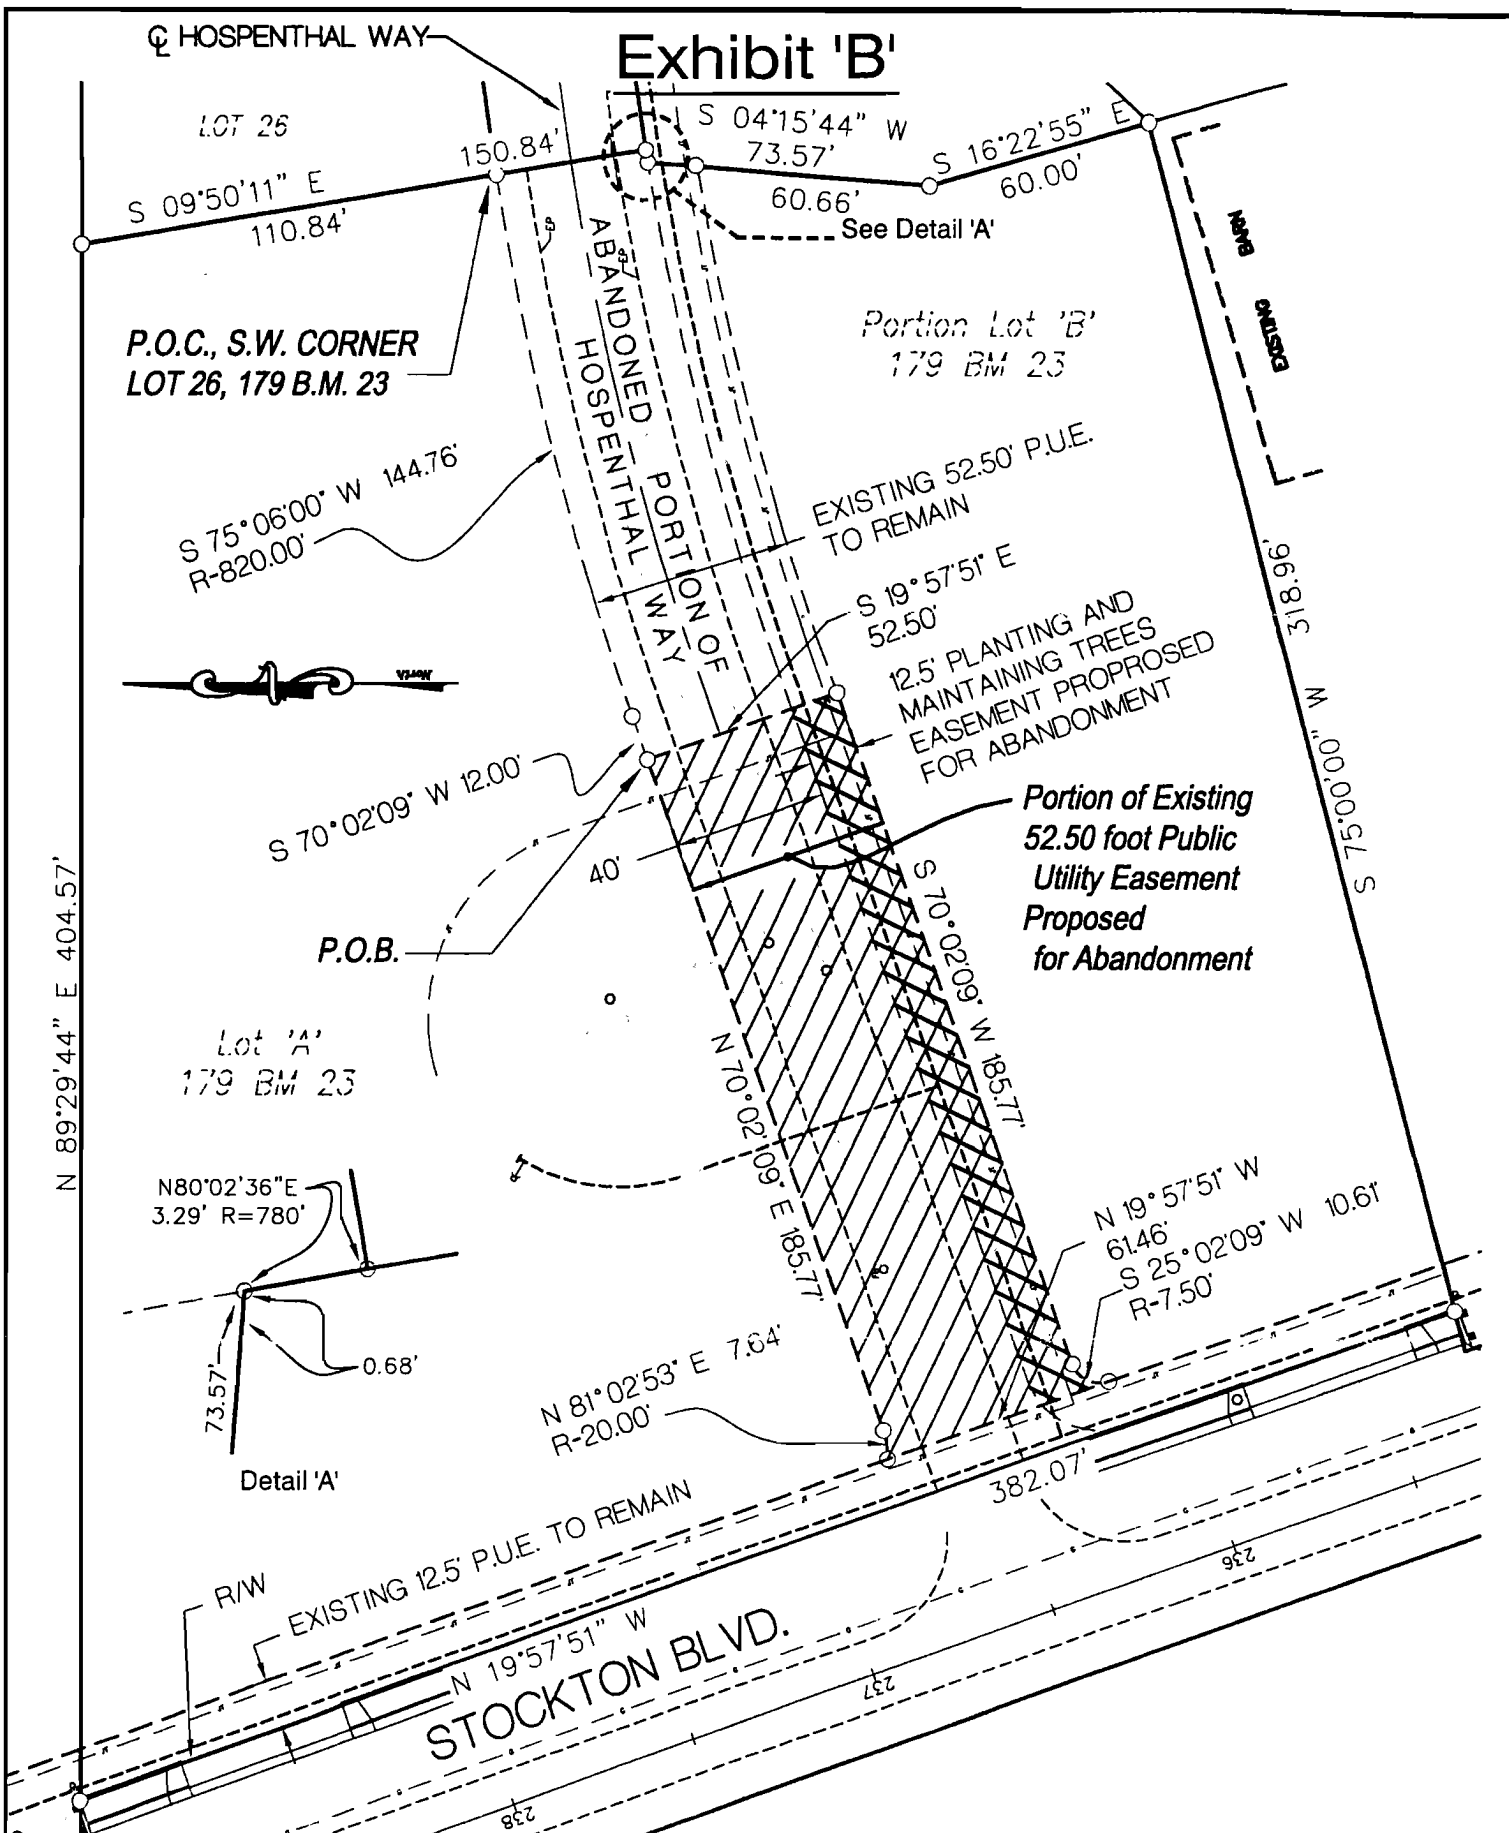 ℄ HOSPENTHAL WAY
Exhibit 'B'
LOT 26
150.84'
S 04°15'44" W
73.57'
60.66'
S 16°22'55" E
60.00'
S 09°50'11" E
110.84'
See Detail 'A'
EP
EP
ABANDONED PORTION OF
HOSPENTHAL WAY
BARN
EXISTING
P.O.C., S.W. CORNER
LOT 26, 179 B.M. 23
Portion Lot 'B'
179 BM 23
S 75°06'00" W 144.76'
R-820.00'
EXISTING 52.50' P.U.E.
TO REMAIN
S 19°57'51" E
52.50'
318.96'
S 75°00'00" W
12.5' PLANTING AND
MAINTAINING TREES
EASEMENT PROPROSED
FOR ABANDONMENT
NORTH
S 70°02'09" W 12.00'
Portion of Existing
52.50 foot Public
Utility Easement
Proposed
for Abandonment
40'
P.O.B.
S 70°02'09" W 185.77'
N 89°29'44" E 404.57'
Lot 'A'
179 BM 23
N 70°02'09" E 185.77'
N80°02'36"E
3.29' R=780'
N 19°57'51" W
61.46'
S 25°02'09" W 10.61'
R-7.50'
0.68'
73.57'
N 81°02'53" E 7.64'
R-20.00'
Detail 'A'
382.07'
R/W
EXISTING 12.5' P.U.E. TO REMAIN
N 19°57'51" W
STOCKTON BLVD.
236
237
238